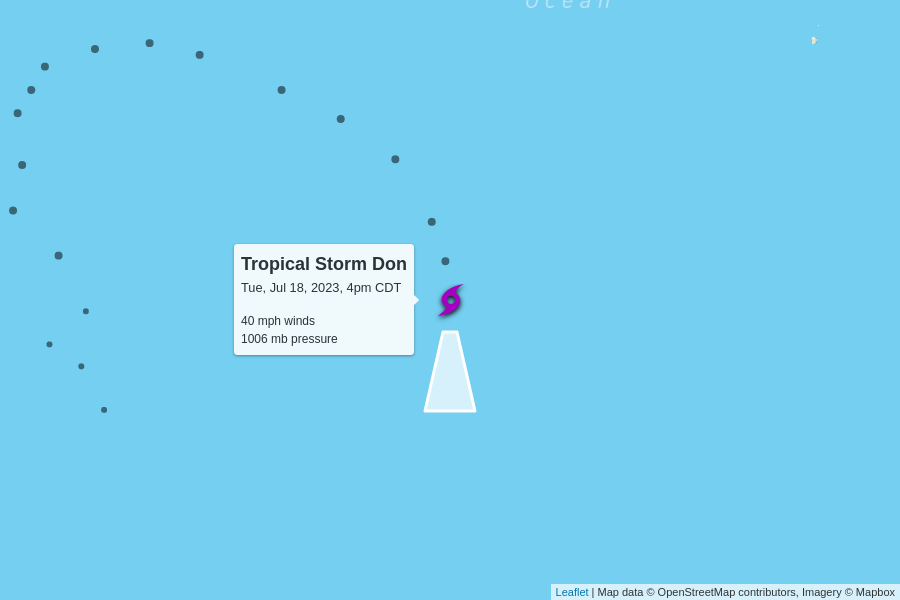 Ocean
Tropical Storm Don
Tue, Jul 18, 2023, 4pm CDT
40 mph winds
1006 mb pressure
Leaflet | Map data © OpenStreetMap contributors, Imagery © Mapbox